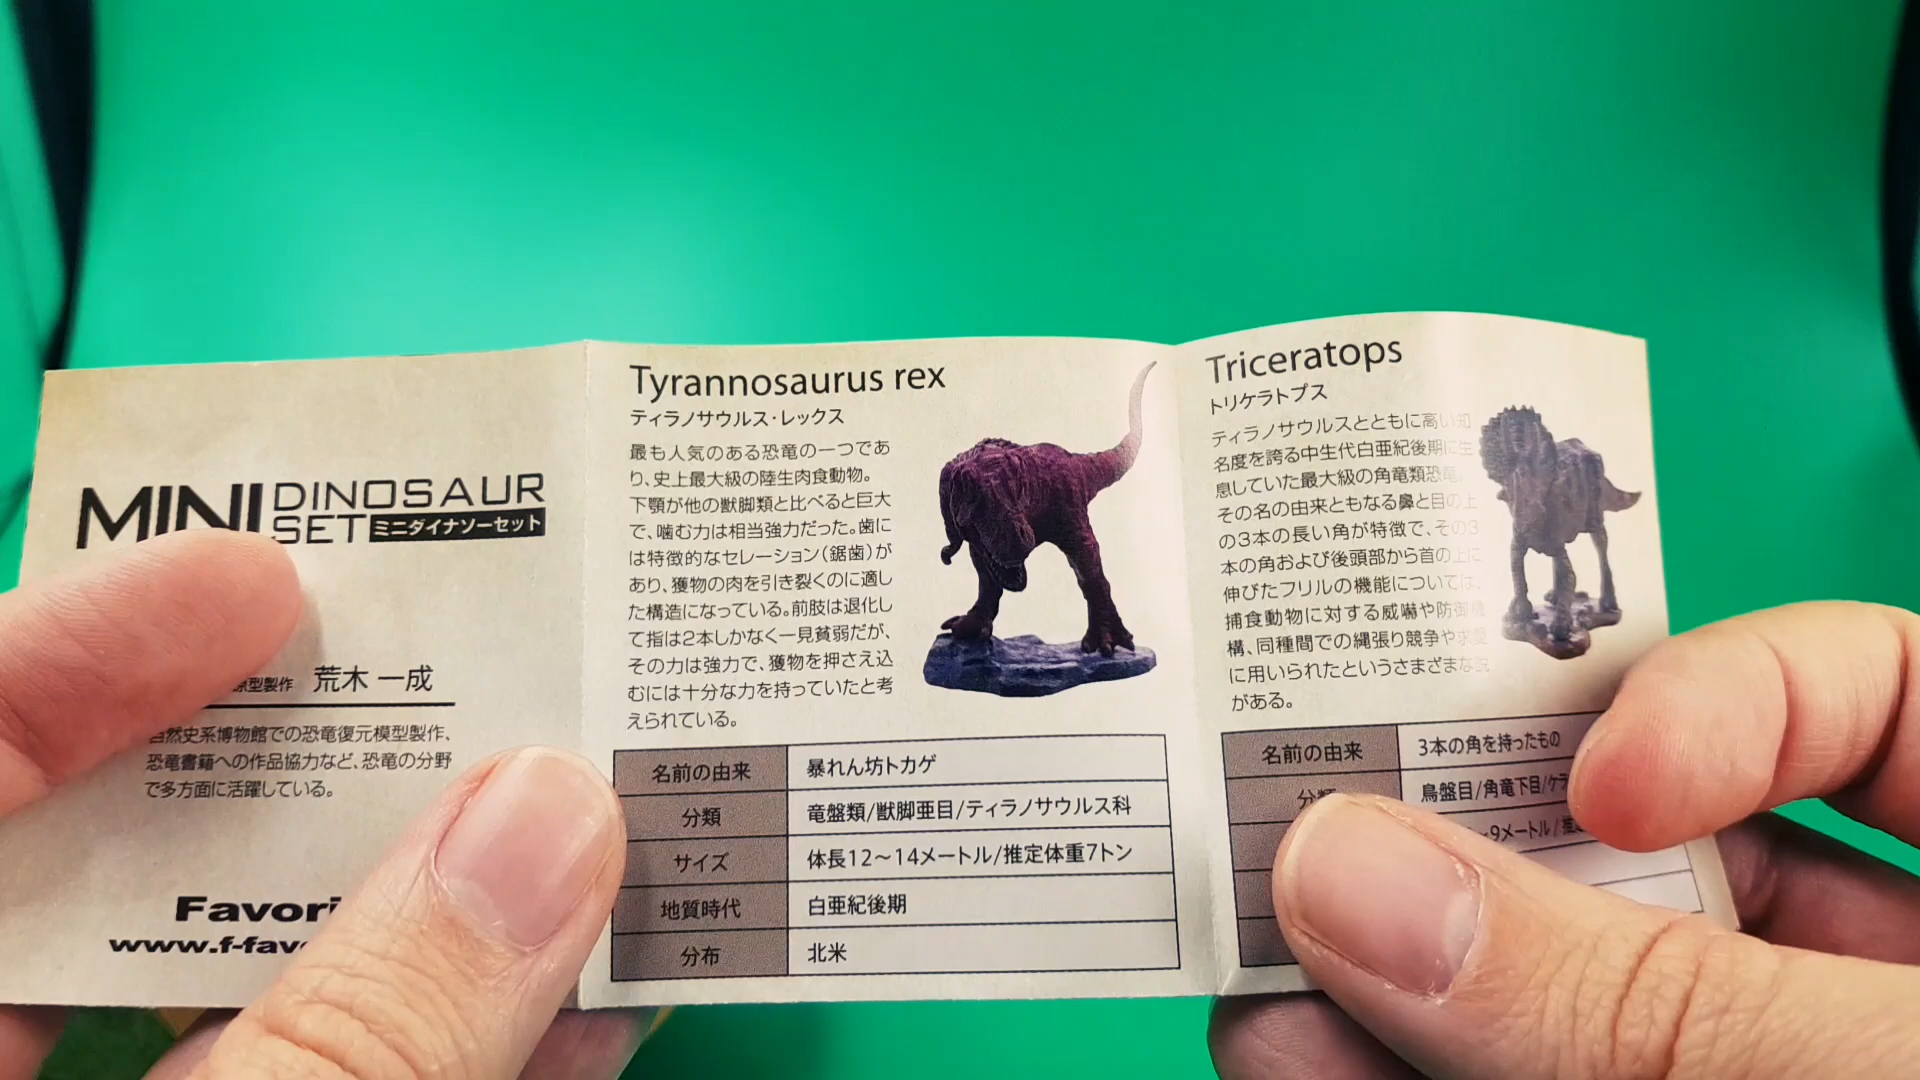 MINI DINOSAUR
SET ミニダイナソーセット
原型製作 荒木 一成
自然史系博物館での恐竜復元模型製作、
恐竜書籍への作品協力など、恐竜の分野
で多方面に活躍している。
Tyrannosaurus rex
ティラノサウルス・レックス
最も人気のある恐竜の一つであ
り、史上最大級の陸生肉食動物。
下顎が他の獣脚類と比べると巨大
で、噛む力は相当強力だった。歯に
は特徴的なセレーション(鋸歯)が
あり、獲物の肉を引き裂くのに適し
た構造になっている。前肢は退化し
て指は2本しかなく一見貧弱だが、
その力は強力で、獲物を押さえ込
むには十分な力を持っていたと考
えられている。
名前の由来 暴れん坊トカゲ
分類 竜盤類/獣脚亜目/ティラノサウルス科
サイズ 体長12〜14メートル/推定体重7トン
地質時代 白亜紀後期
分布 北米
Triceratops
トリケラトプス
ティラノサウルスとともに高い知
名度を誇る中生代白亜紀後期に生
息していた最大級の角竜類恐竜。
その名の由来ともなる鼻と目の上
の3本の長い角が特徴で、その3
本の角および後頭部から首の上に
伸びたフリルの機能については、
捕食動物に対する威嚇や防御機
構、同種間での縄張り競争や求愛
に用いられたというさまざまな説
がある。
名前の由来 3本の角を持ったもの
分類 鳥盤目/角竜下目/ケラ
〜9メートル/推